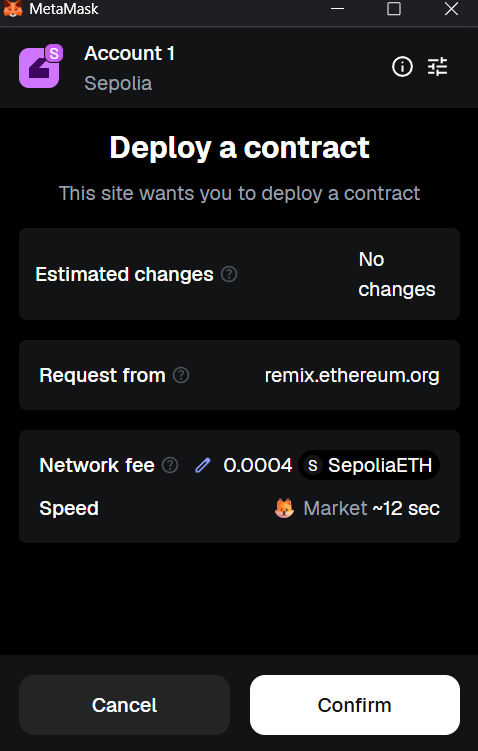 MetaMask
S
Account 1
Sepolia
Deploy a contract
This site wants you to deploy a contract
Estimated changes ? No changes
Request from ? remix.ethereum.org
Network fee ? 0.0004 S SepoliaETH
Speed Market ~12 sec
Cancel Confirm